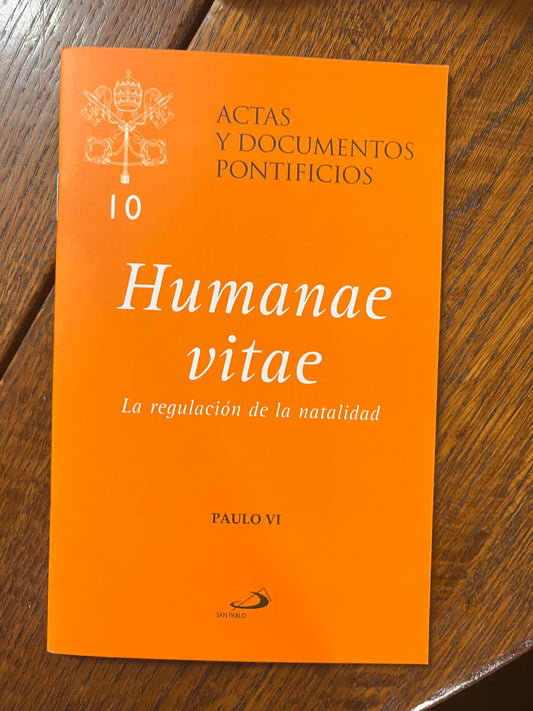 ACTAS
Y DOCUMENTOS
PONTIFICIOS
10
Humanae
vitae
La regulación de la natalidad
PAULO VI
SAN PABLO